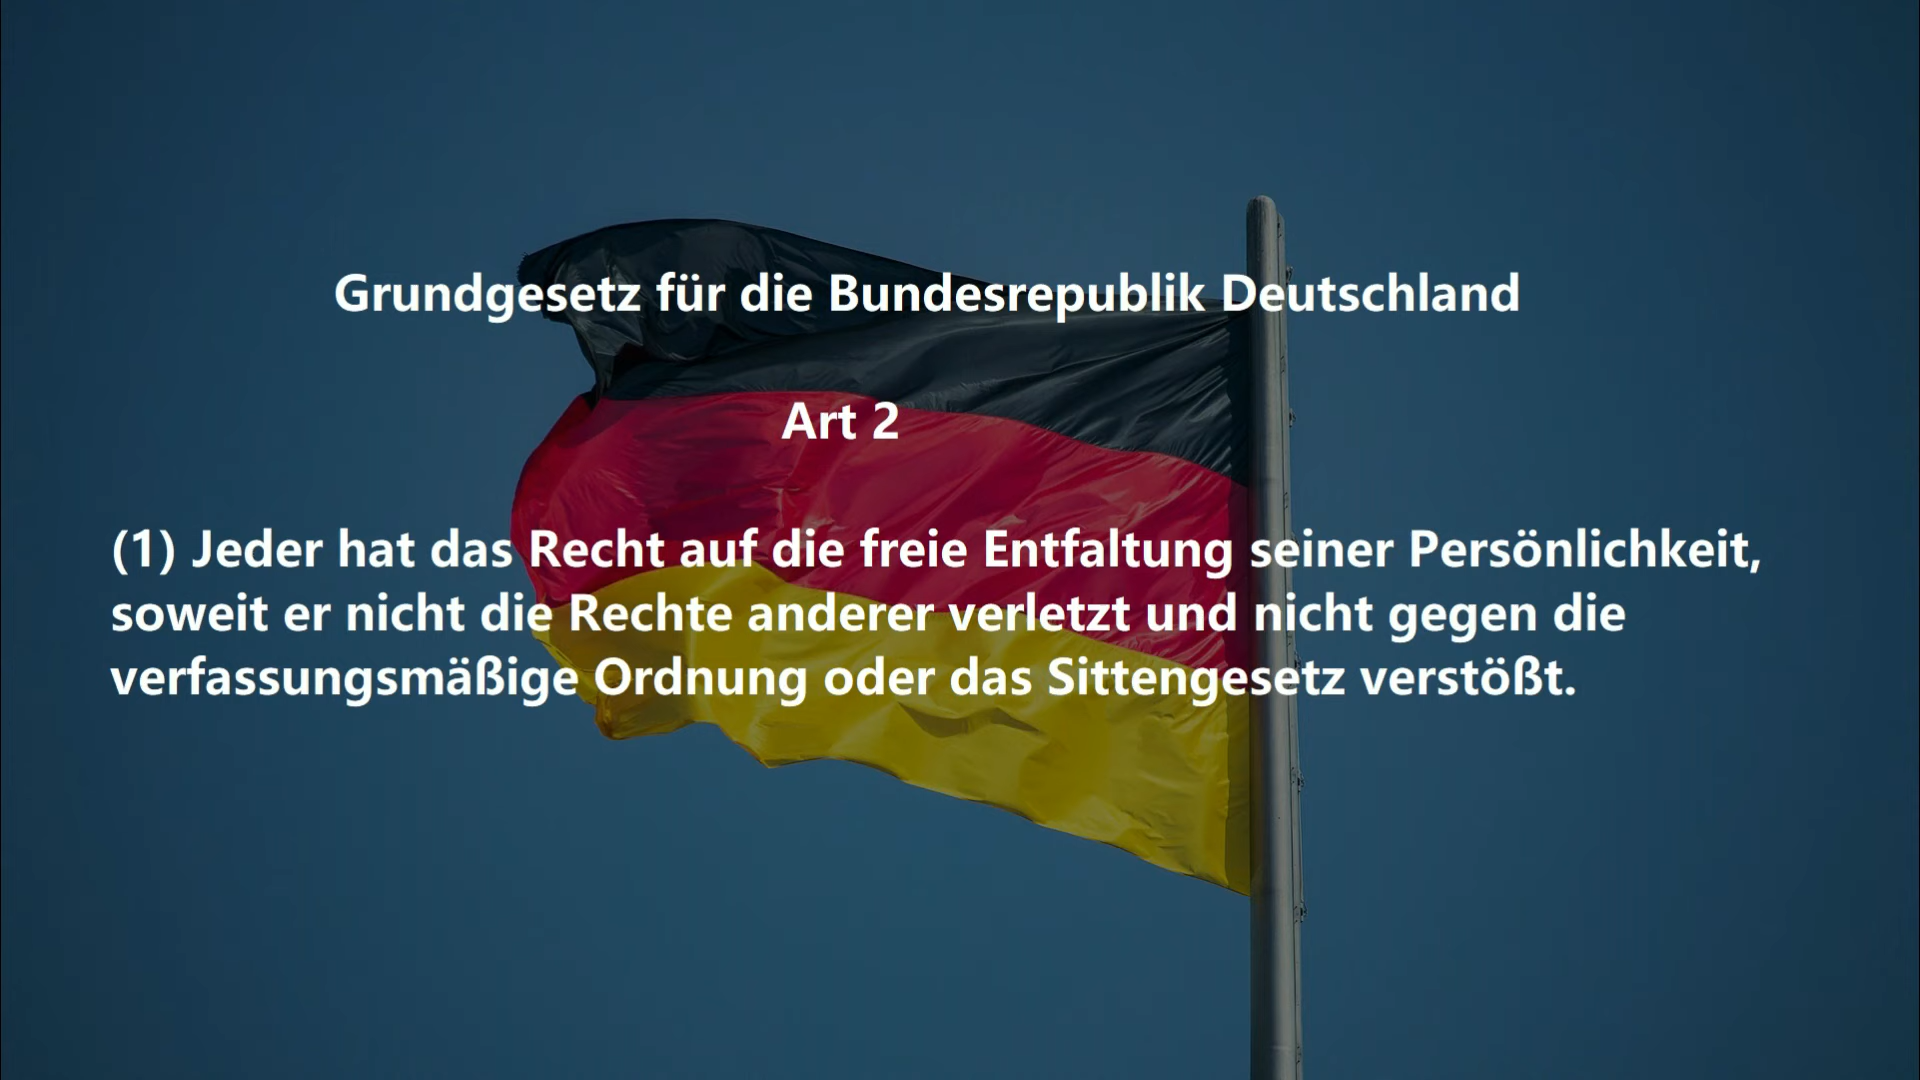 Grundgesetz für die Bundesrepublik Deutschland
Art 2
(1) Jeder hat das Recht auf die freie Entfaltung seiner Persönlichkeit,
soweit er nicht die Rechte anderer verletzt und nicht gegen die
verfassungsmäßige Ordnung oder das Sittengesetz verstößt.